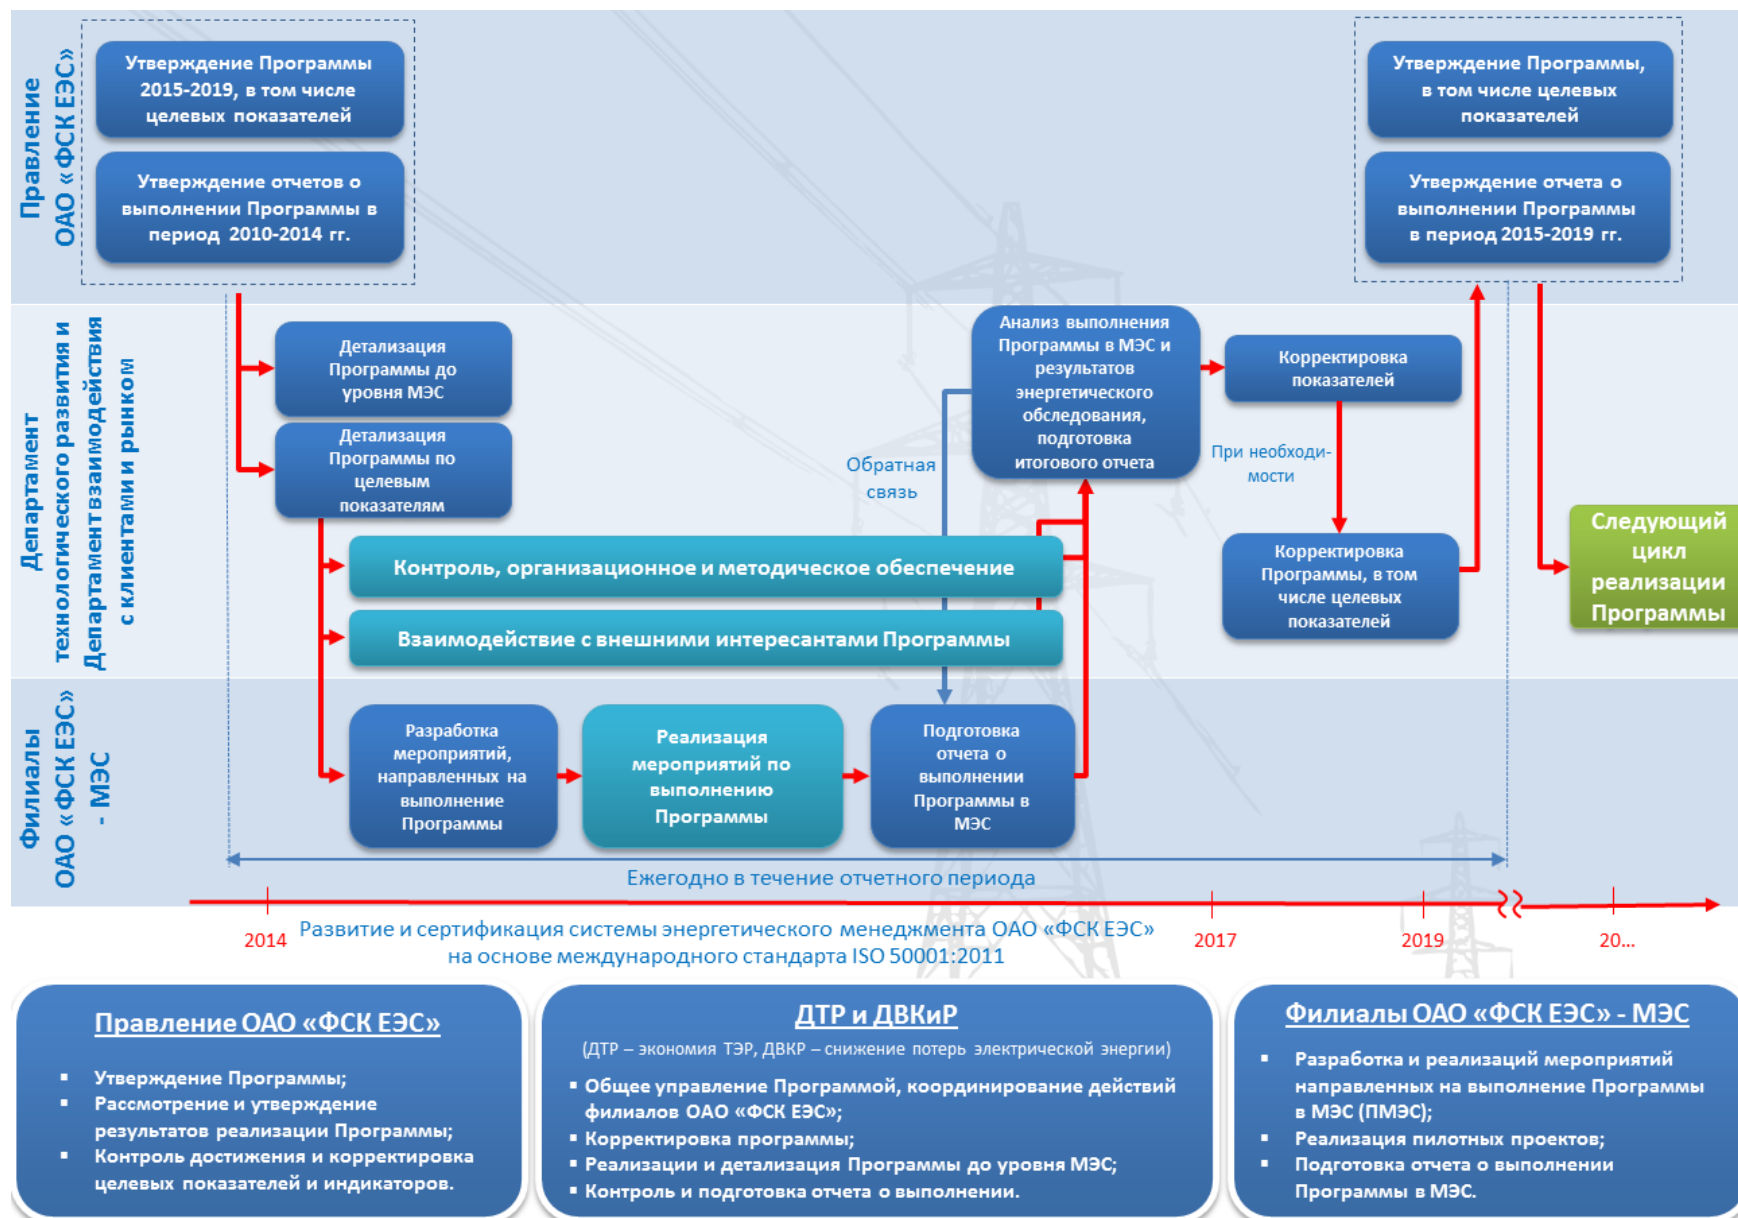 Правление
ОАО «ФСК ЕЭС»
Утверждение Программы
2015-2019, в том числе
целевых показателей
Утверждение отчетов о
выполнении Программы в
период 2010-2014 гг.
Утверждение Программы,
в том числе целевых
показателей
Утверждение отчета о
выполнении Программы
в период 2015-2019 гг.
Департамент
технологического развития и
Департамент взаимодействия
с клиентами и рынком
Детализация
Программы до
уровня МЭС
Детализация
Программы по
целевым
показателям
Контроль, организационное и методическое обеспечение
Взаимодействие с внешними интересантами Программы
Обратная
связь
Анализ выполнения
Программы в МЭС и
результатов
энергетического
обследования,
подготовка
итогового отчета
Корректировка
показателей
При необходи-
мости
Корректировка
Программы, в том
числе целевых
показателей
Следующий
цикл
реализации
Программы
Филиалы
ОАО «ФСК ЕЭС»
- МЭС
Разработка
мероприятий,
направленных на
выполнение
Программы
Реализация
мероприятий по
выполнению
Программы
Подготовка
отчета о
выполнении
Программы в
МЭС
Ежегодно в течение отчетного периода
2014
2017
2019
20...
Развитие и сертификация системы энергетического менеджмента ОАО «ФСК ЕЭС»
на основе международного стандарта ISO 50001:2011
Правление ОАО «ФСК ЕЭС»
▪ Утверждение Программы;
▪ Рассмотрение и утверждение
результатов реализации Программы;
▪ Контроль достижения и корректировка
целевых показателей и индикаторов.
ДТР и ДВКиР
(ДТР – экономия ТЭР, ДВКР – снижение потерь электрической энергии)
▪ Общее управление Программой, координирование действий
филиалов ОАО «ФСК ЕЭС»;
▪ Корректировка программы;
▪ Реализации и детализация Программы до уровня МЭС;
▪ Контроль и подготовка отчета о выполнении.
Филиалы ОАО «ФСК ЕЭС» - МЭС
▪ Разработка и реализаций мероприятий
направленных на выполнение Программы
в МЭС (ПМЭС);
▪ Реализация пилотных проектов;
▪ Подготовка отчета о выполнении
Программы в МЭС.